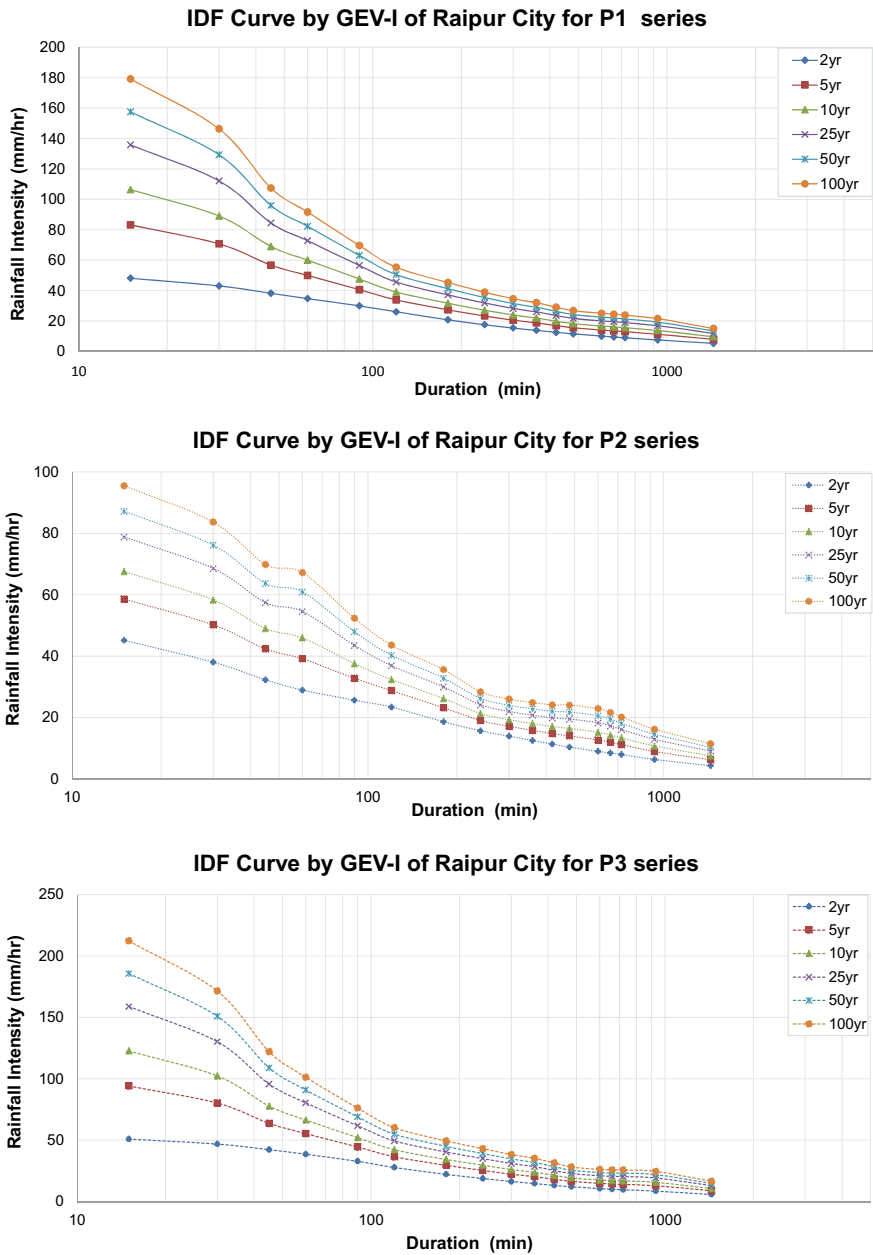 IDF Curve by GEV-I of Raipur City for P1 series
Rainfall Intensity (mm/hr)
200
180
160
140
120
100
80
60
40
20
0
10
100
1000
Duration (min)
2yr
5yr
10yr
25yr
50yr
100yr
IDF Curve by GEV-I of Raipur City for P2 series
Rainfall Intensity (mm/hr)
100
80
60
40
20
0
10
100
1000
Duration (min)
2yr
5yr
10yr
25yr
50yr
100yr
IDF Curve by GEV-I of Raipur City for P3 series
Rainfall Intensity (mm/hr)
250
200
150
100
50
0
10
100
1000
Duration (min)
2yr
5yr
10yr
25yr
50yr
100yr